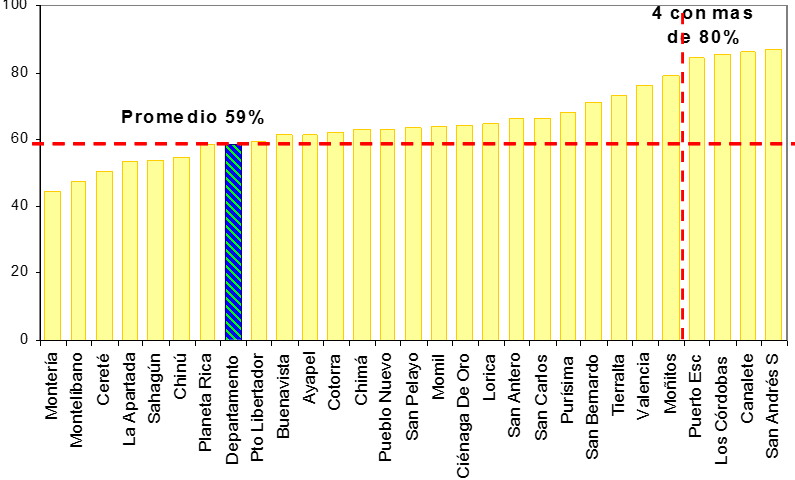 100
80
60
40
20
0
4 con mas
de 80%
Promedio 59%
Montería
Montelíbano
Cereté
La Apartada
Sahagún
Chinú
Planeta Rica
Departamento
Pto Libertador
Buenavista
Ayapel
Cotorra
Chimá
Pueblo Nuevo
San Pelayo
Momil
Ciénaga De Oro
Lorica
San Antero
San Carlos
Purísima
San Bernardo
Tierralta
Valencia
Moñitos
Puerto Esc
Los Córdobas
Canalete
San Andrés S